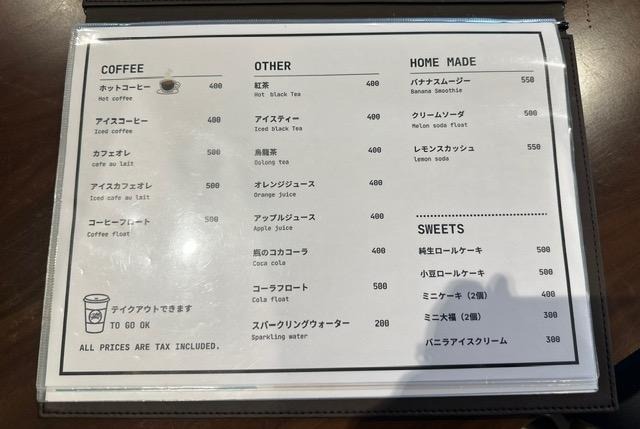 COFFEE
ホットコーヒー 400
Hot coffee
アイスコーヒー 400
Iced coffee
カフェオレ 500
cafe au lait
アイスカフェオレ 500
Iced cafe au lait
コーヒーフロート 500
Coffee float
テイクアウトできます
TO GO OK
ALL PRICES ARE TAX INCLUDED.
OTHER
紅茶 400
Hot black Tea
アイスティー 400
Iced black Tea
烏龍茶 400
Oolong tea
オレンジジュース 400
Orange juice
アップルジュース 400
Apple juice
瓶のコカコーラ 400
Coca cola
コーラフロート 500
Cola float
スパークリングウォーター 200
Sparkling water
HOME MADE
バナナスムージー 550
Banana Smoothie
クリームソーダ 500
Melon soda float
レモンスカッシュ 550
lemon soda
SWEETS
純生ロールケーキ 500
小豆ロールケーキ 500
ミニケーキ（2個） 400
ミニ大福（2個） 300
バニラアイスクリーム 300